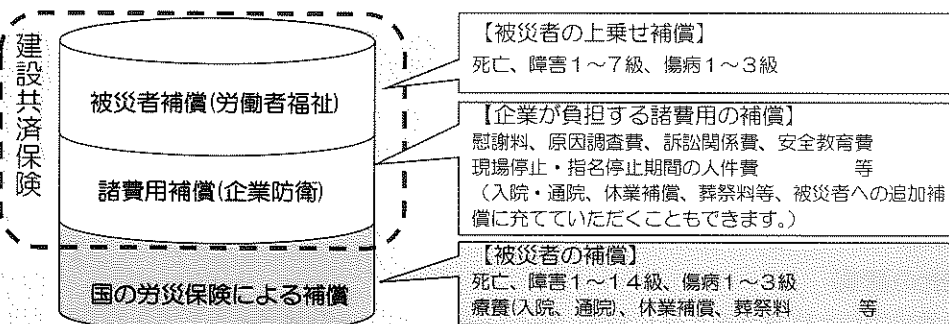 建設共済保険
被災者補償(労働者福祉)
諸費用補償(企業防衛)
国の労災保険による補償
【被災者の上乗せ補償】
死亡、障害1～7級、傷病1～3級
【企業が負担する諸費用の補償】
慰謝料、原因調査費、訴訟関係費、安全教育費
現場停止・指名停止期間の人件費　　　　等
(入院・通院、休業補償、葬祭料等、被災者への追加補
償に充てていただくこともできます。)
【被災者の補償】
死亡、障害1～14級、傷病1～3級
療養(入院、通院)、休業補償、葬祭料　　　　等